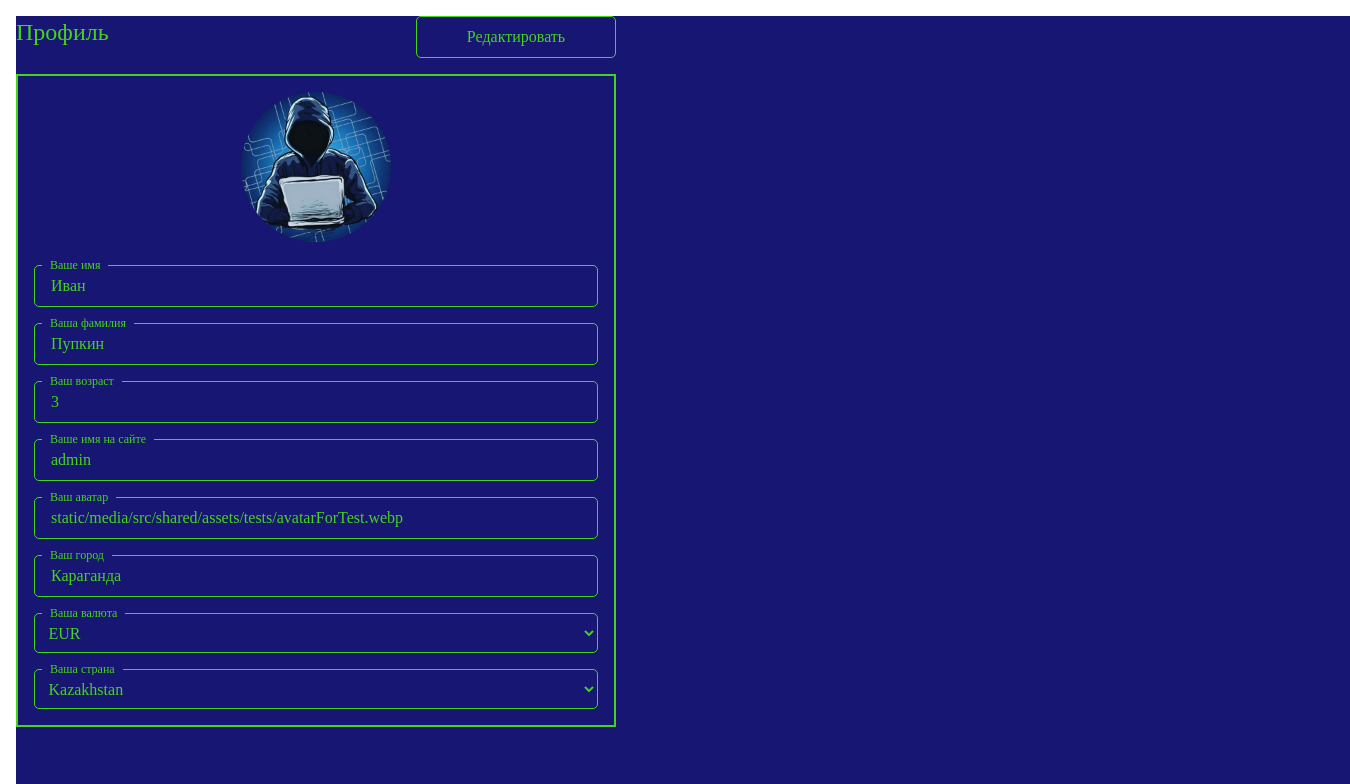 Профиль
Редактировать
Ваше имя
Иван
Ваша фамилия
Пупкин
Ваш возраст
3
Ваше имя на сайте
admin
Ваш аватар
static/media/src/shared/assets/tests/avatarForTest.webp
Ваш город
Караганда
Ваша валюта
EUR
Ваша страна
Kazakhstan